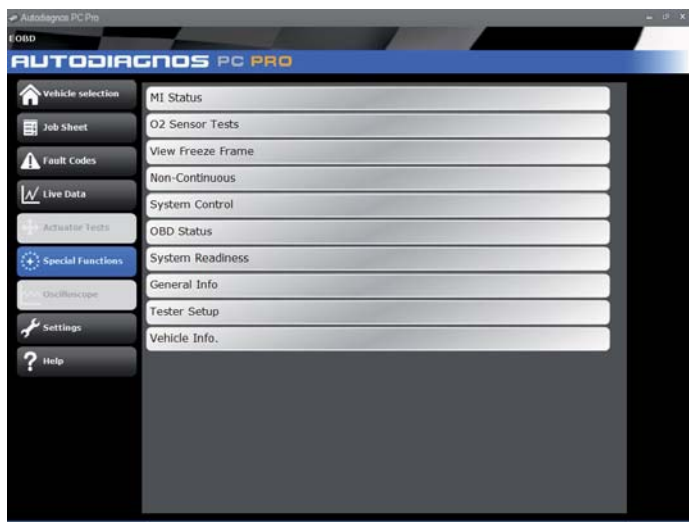 Autodiagnos PC Pro
EOBD
AUTODIAGNOS PC PRO
Vehicle selection
Job Sheet
Fault Codes
Live Data
Actuator Tests
Special Functions
Oscilloscope
Settings
Help
MI Status
O2 Sensor Tests
View Freeze Frame
Non-Continuous
System Control
OBD Status
System Readiness
General Info
Tester Setup
Vehicle Info.